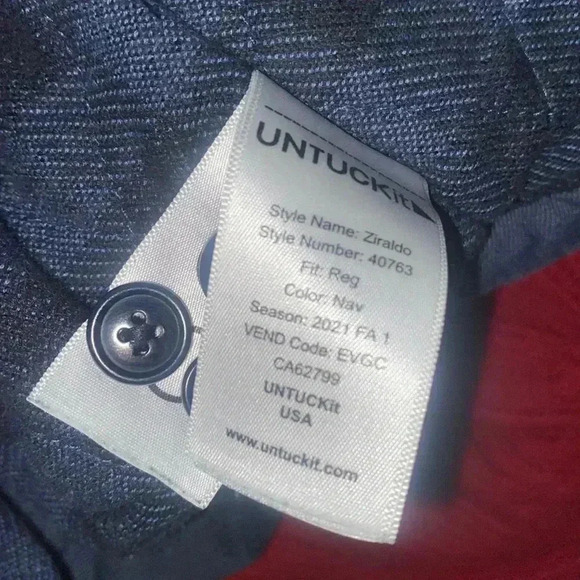 UNTUCKit
Style Name: Ziraldo
Style Number: 40763
Fit: Reg
Color: Nav
Season: 2021 FA 1
VEND Code: EVGC
CA62799
UNTUCKit
USA
www.untuckit.com